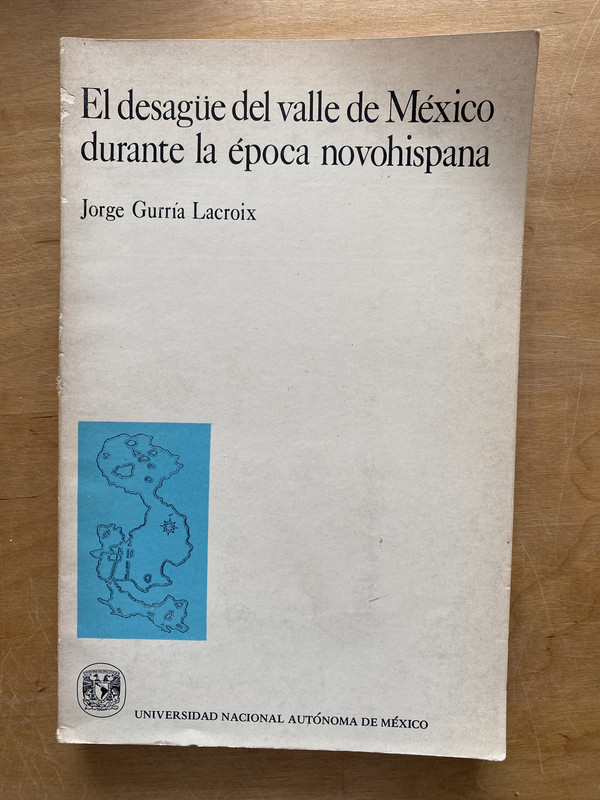 El desagüe del valle de México
durante la época novohispana
Jorge Gurría Lacroix
UNIVERSIDAD NACIONAL AUTÓNOMA DE MÉXICO